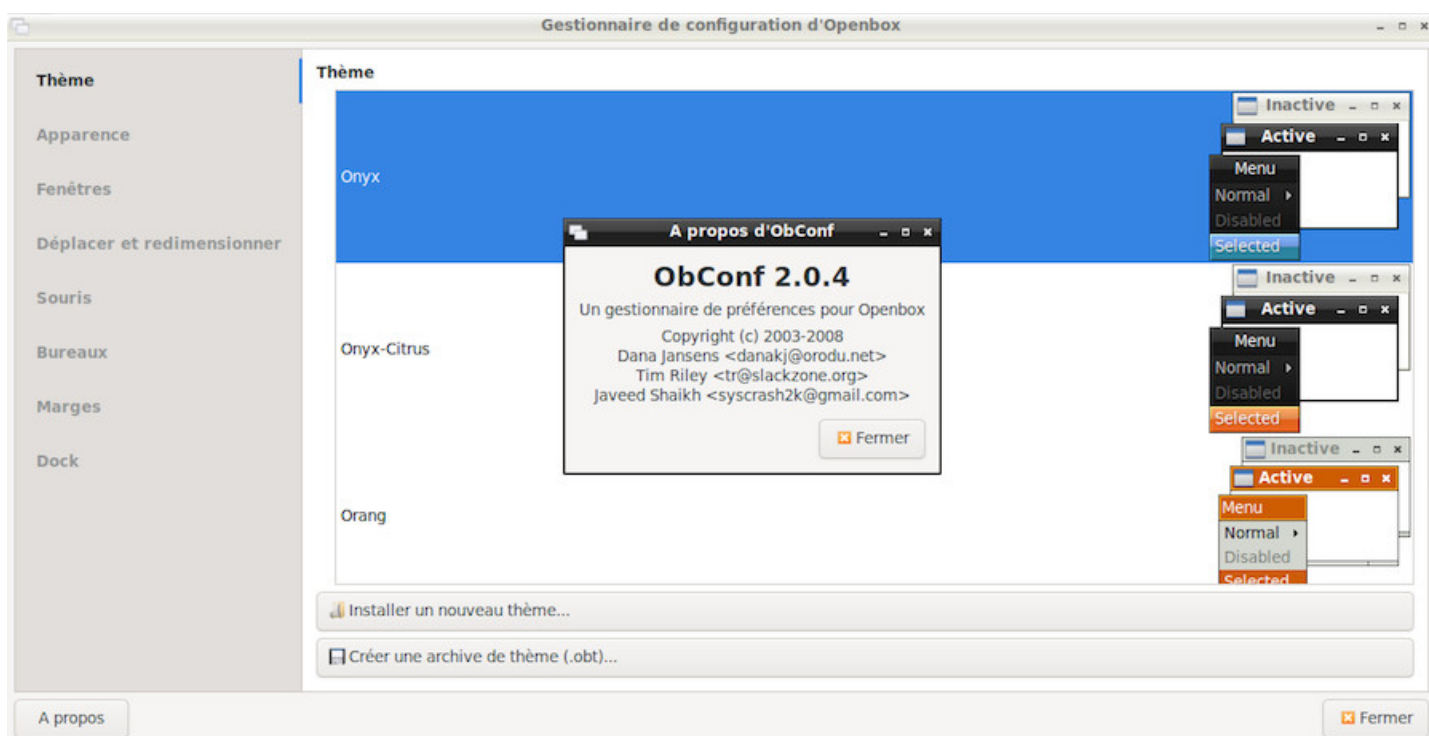 Gestionnaire de configuration d'Openbox
Thème
Apparence
Fenêtres
Déplacer et redimensionner
Souris
Bureaux
Marges
Dock
Thème
Onyx
Inactive
Active
Menu
Normal
Disabled
Selected
Onyx-Citrus
Inactive
Active
Menu
Normal
Disabled
Selected
Orang
Inactive
Active
Menu
Normal
Disabled
Selected
A propos d'ObConf
ObConf 2.0.4
Un gestionnaire de préférences pour Openbox
Copyright (c) 2003-2008
Dana Jansens <danakj@orodu.net>
Tim Riley <tr@slackzone.org>
Javeed Shaikh <syscrash2k@gmail.com>
Fermer
Installer un nouveau thème...
Créer une archive de thème (.obt)...
A propos
Fermer